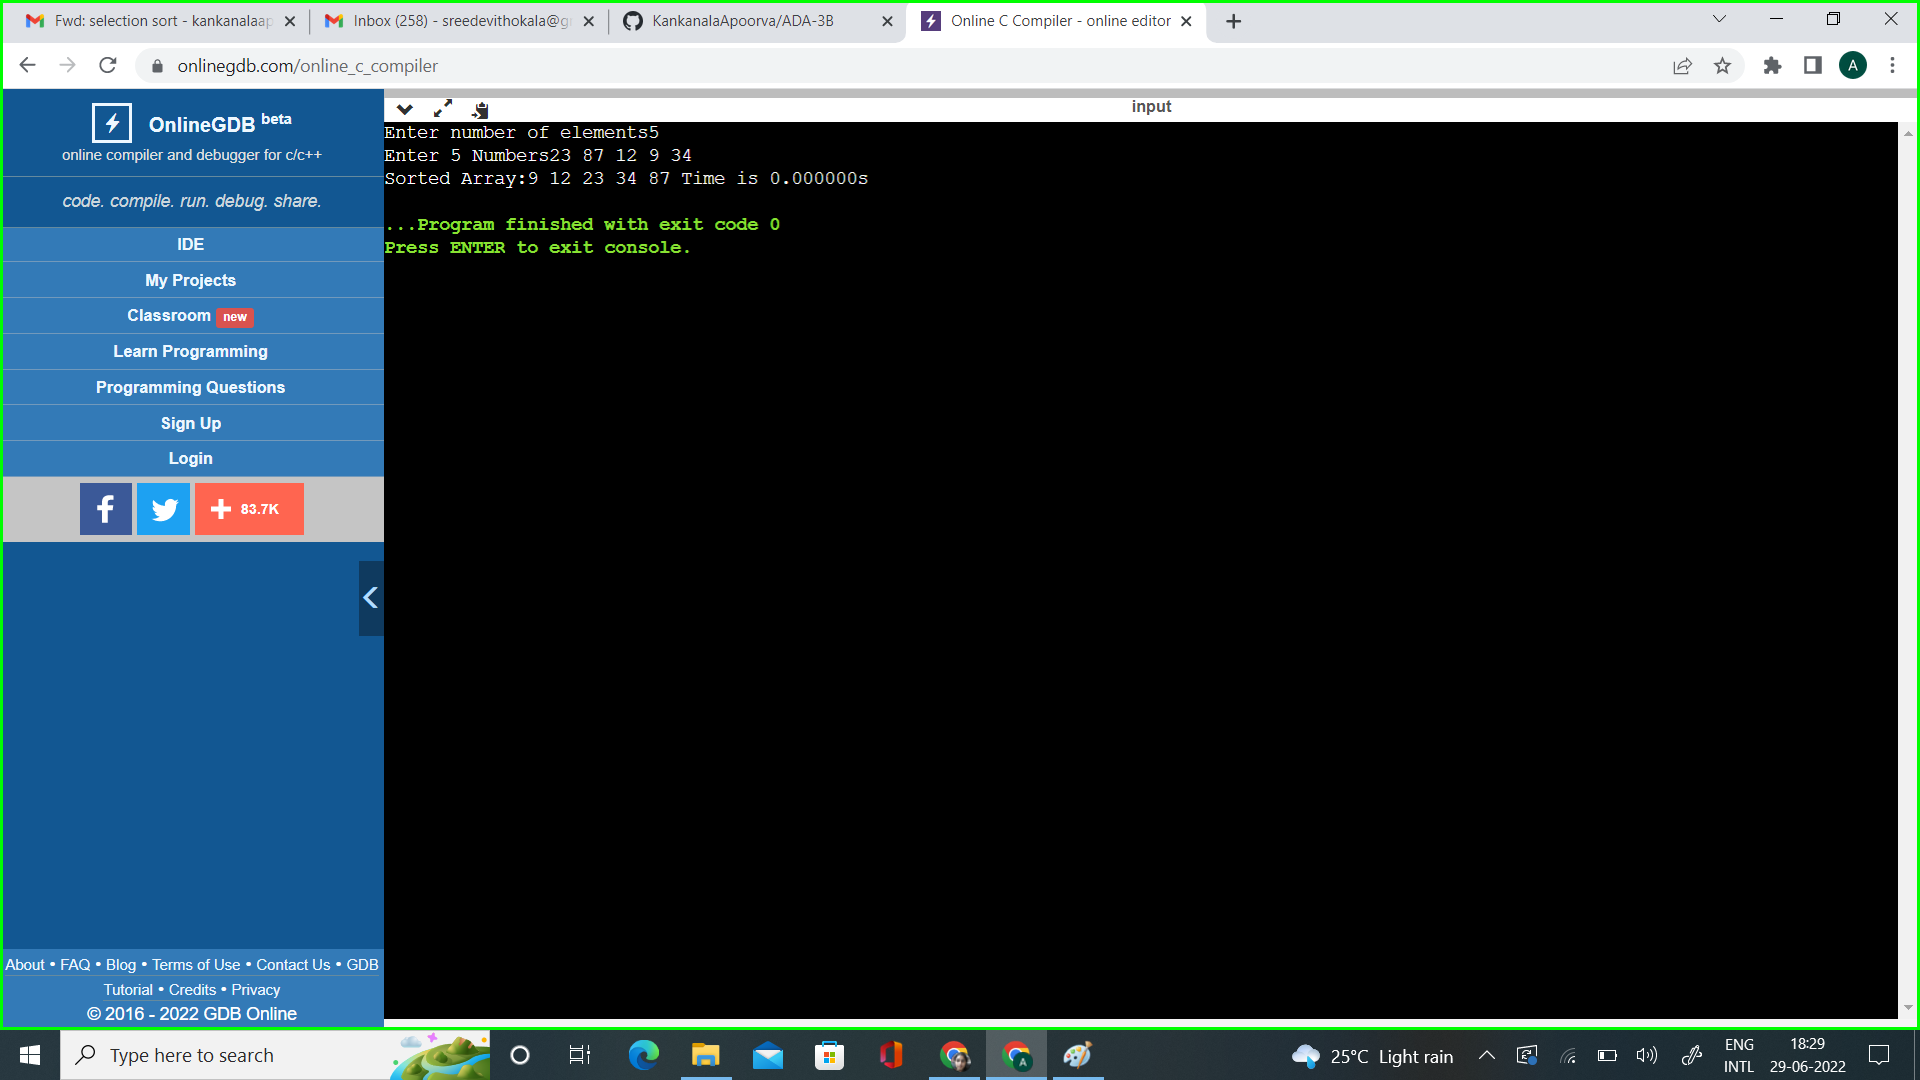 Fwd: selection sort - kankanalaap
Inbox (258) - sreedevithokala@g
KankanalaApoorva/ADA-3B
Online C Compiler - online editor
onlinegdb.com/online_c_compiler
A
OnlineGDB beta
online compiler and debugger for c/c++
code. compile. run. debug. share.
IDE
My Projects
Classroom new
Learn Programming
Programming Questions
Sign Up
Login
83.7K
input
Enter number of elements5
Enter 5 Numbers23 87 12 9 34
Sorted Array:9 12 23 34 87 Time is 0.000000s
...Program finished with exit code 0
Press ENTER to exit console.
About • FAQ • Blog • Terms of Use • Contact Us • GDB
Tutorial • Credits • Privacy
© 2016 - 2022 GDB Online
Type here to search
A
25°C Light rain
ENG
INTL
18:29
29-06-2022